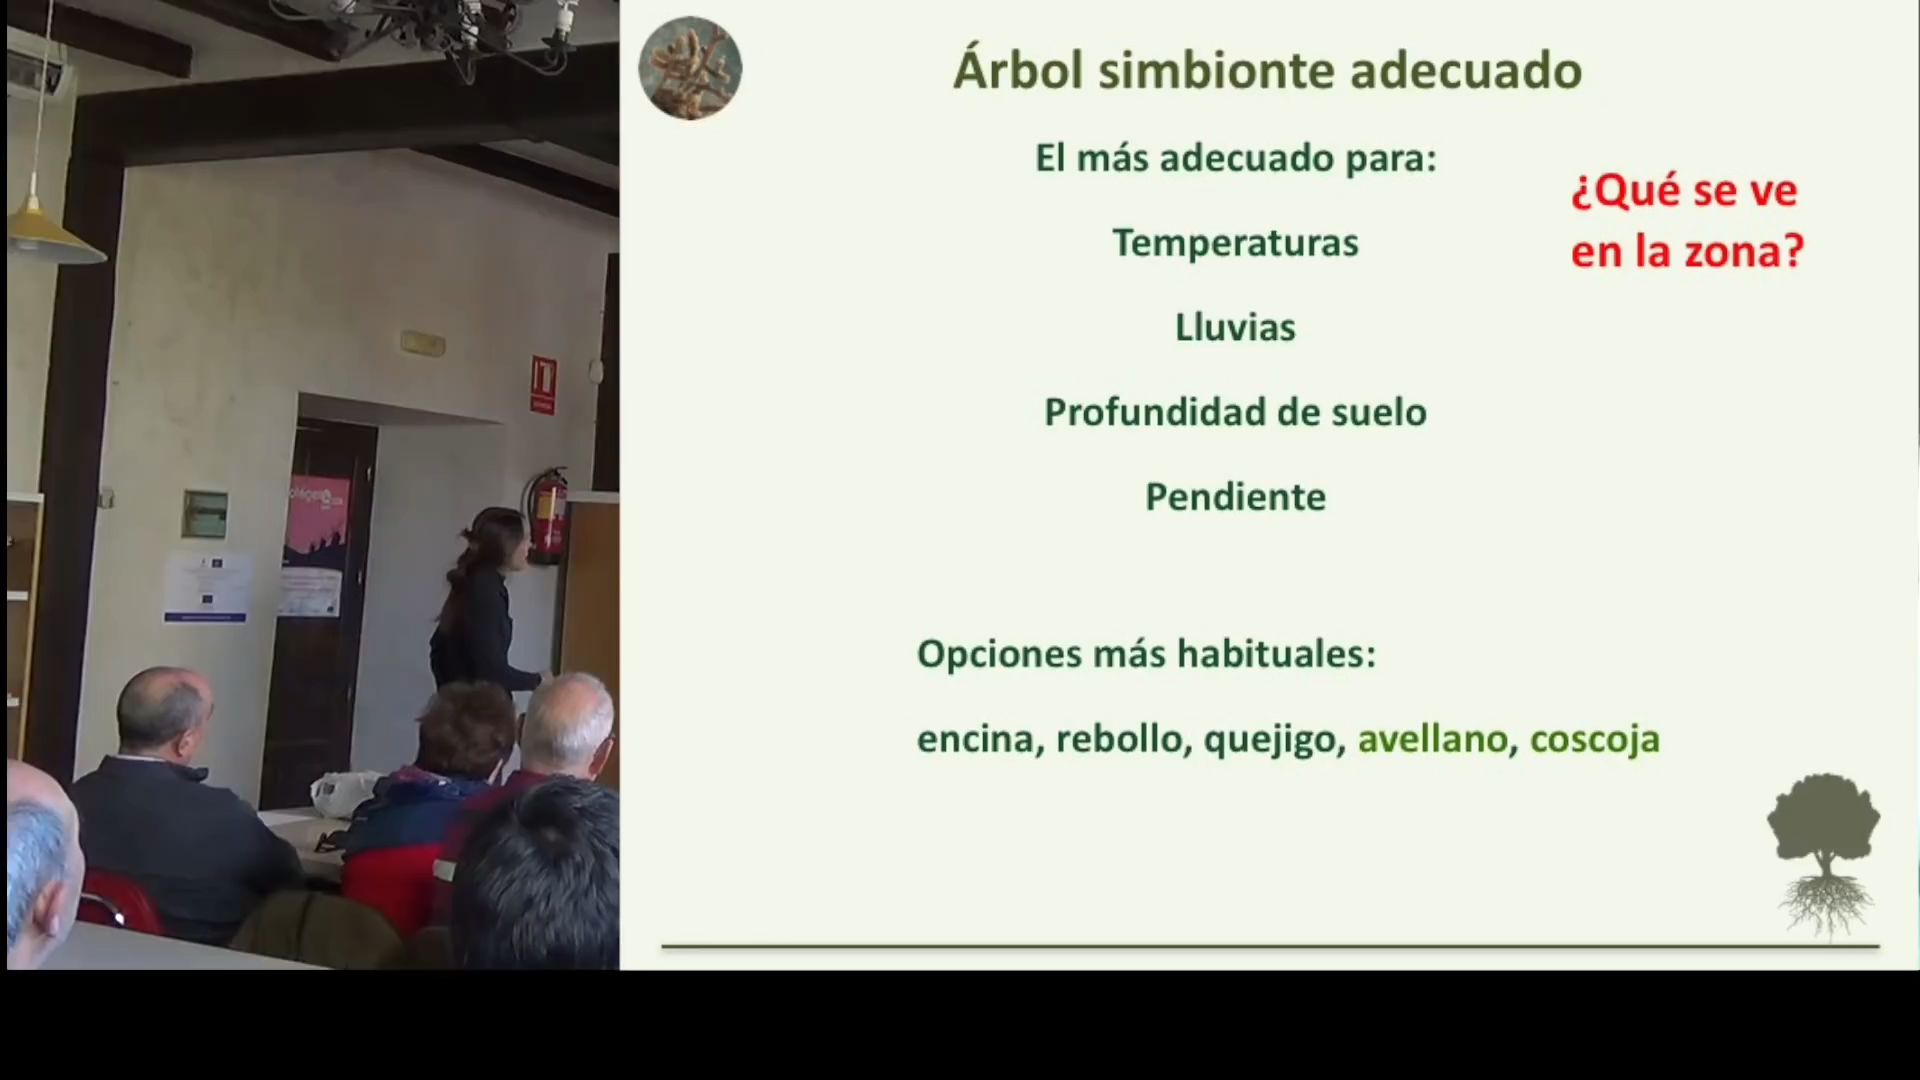 Árbol simbionte adecuado
El más adecuado para:
¿Qué se ve
en la zona?
Temperaturas
Lluvias
Profundidad de suelo
Pendiente
Opciones más habituales:
encina, rebollo, quejigo, avellano, coscoja